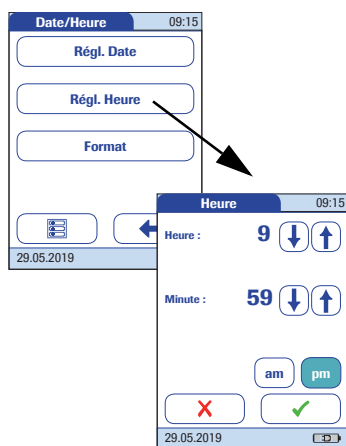 Date/Heure 09:15
Régl. Date
Régl. Heure
Format
29.05.2019
Heure 09:15
Heure : 9
Minute : 59
am pm
29.05.2019